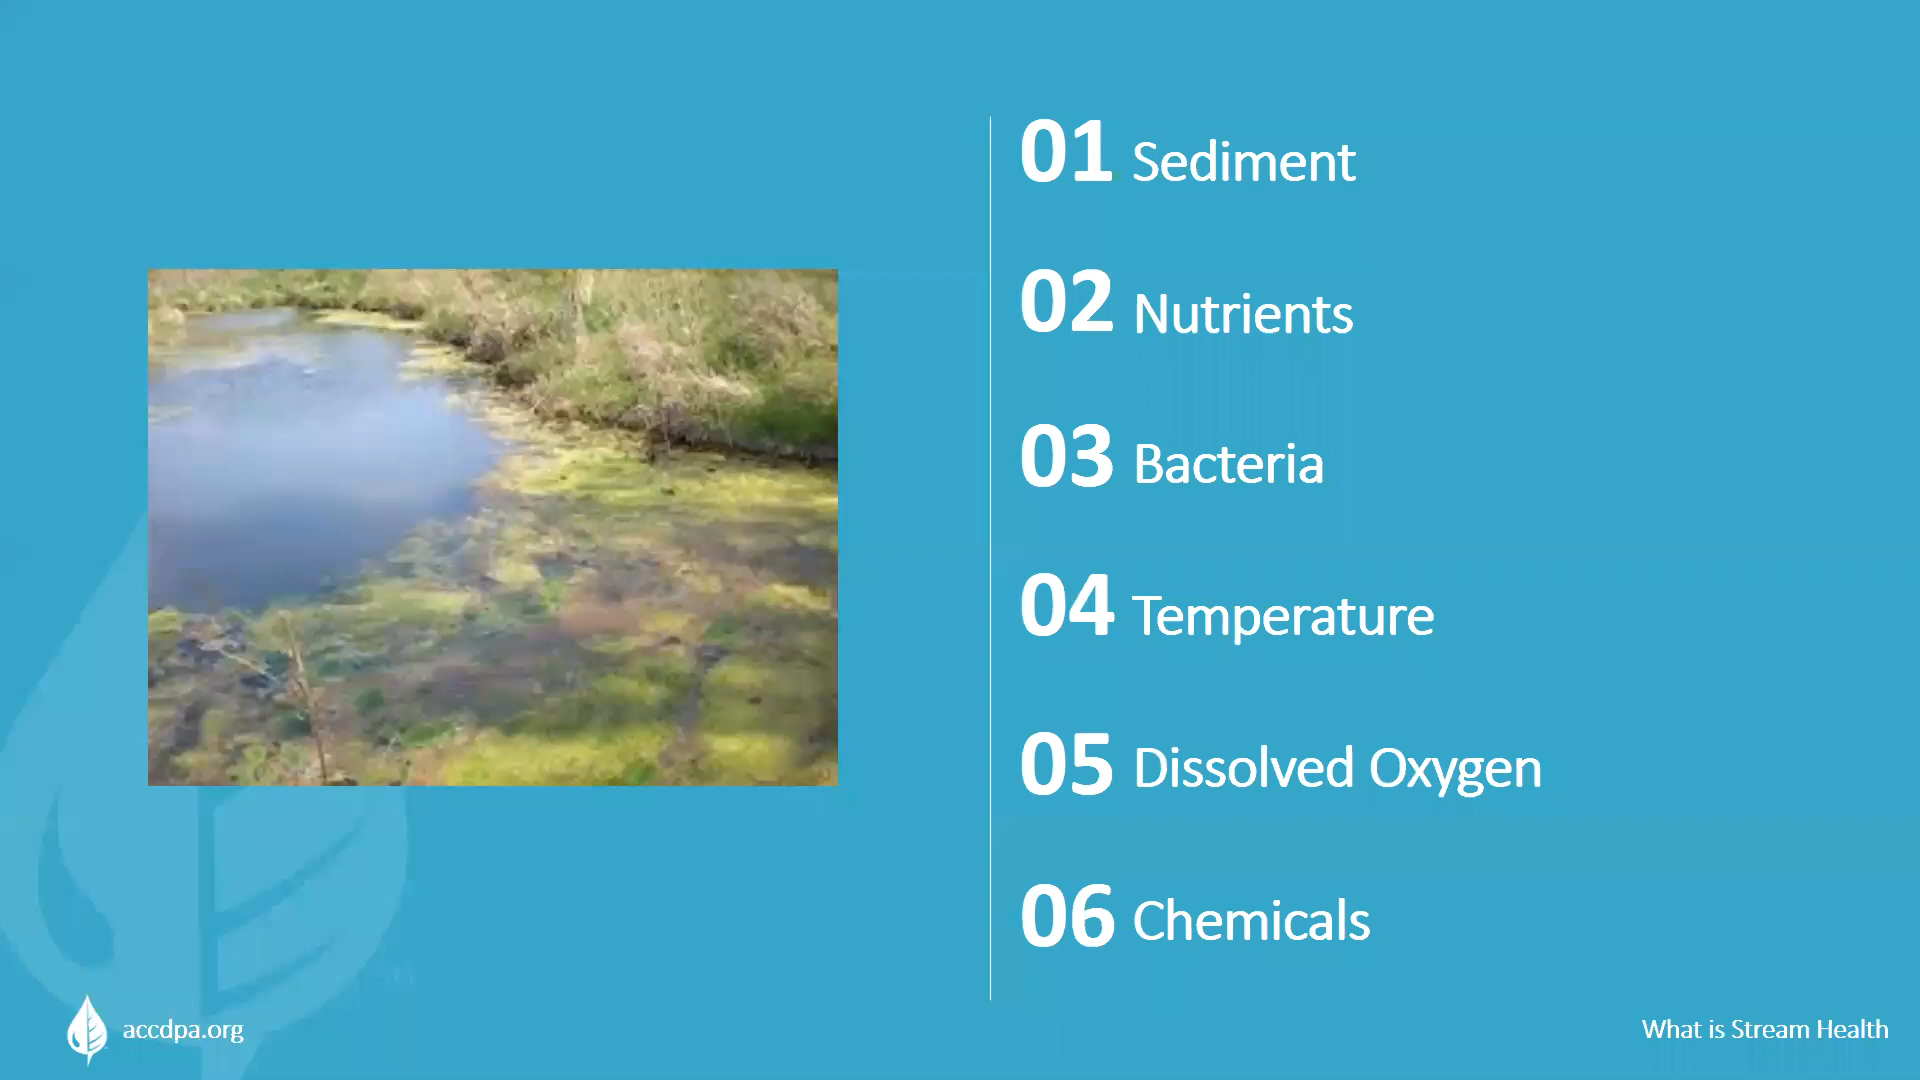 01 Sediment
02 Nutrients
03 Bacteria
04 Temperature
05 Dissolved Oxygen
06 Chemicals
accdpa.org
What is Stream Health